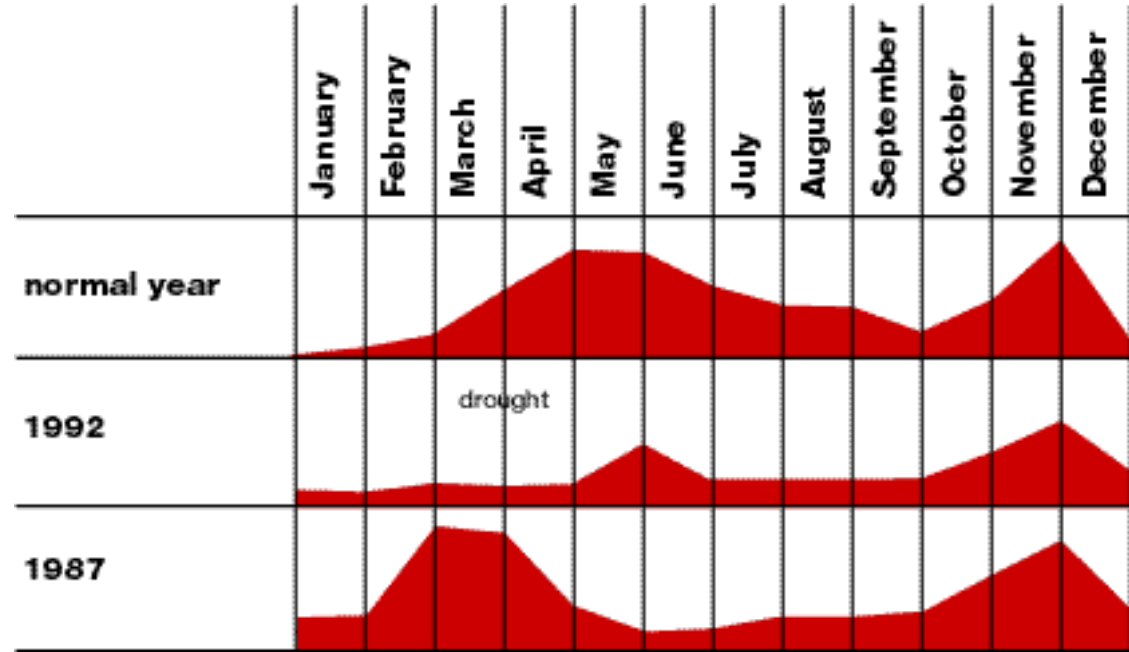 January
February
March
April
May
June
July
August
September
October
November
December
normal year
drought
1992
1987